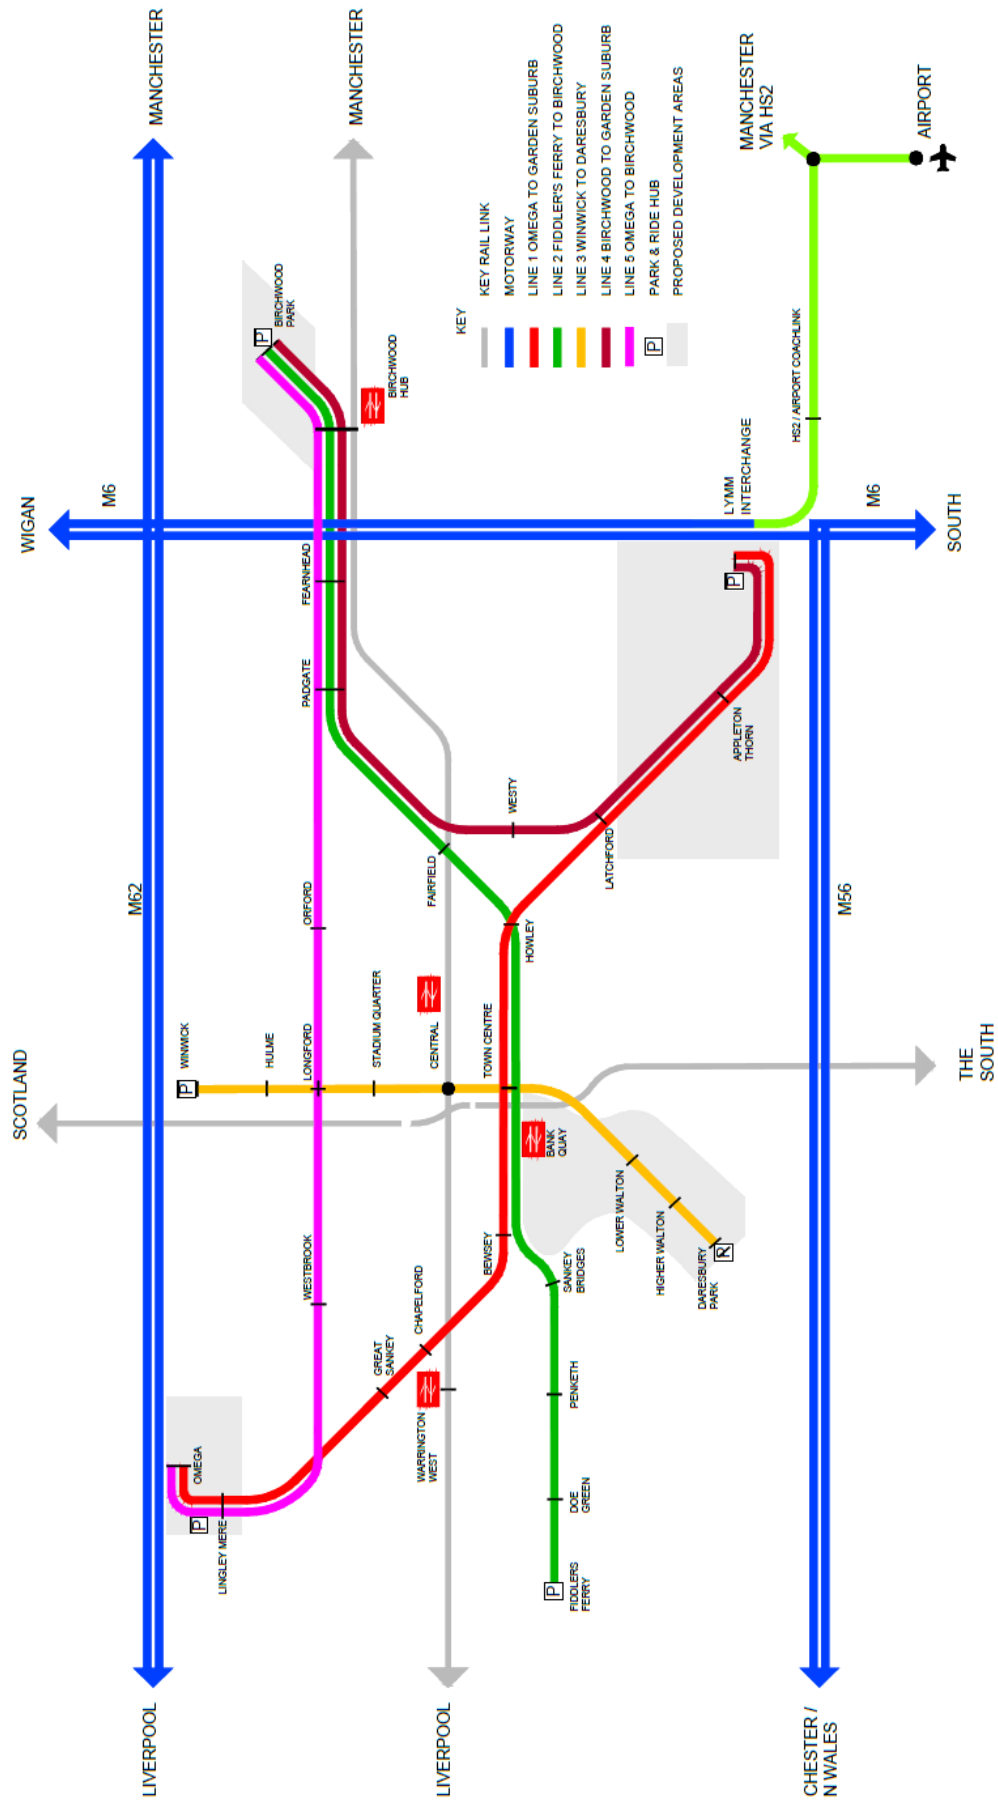 WIGAN
M6
SCOTLAND
LIVERPOOL
M62
MANCHESTER
MANCHESTER
P
WINWICK
HULME
LONGFORD
STADIUM QUARTER
CENTRAL
TOWN CENTRE
BANK
QUAY
LOWER WALTON
HIGHER WALTON
DARESBURY
PARK
R
OMEGA
P
LINGLEY MERE
WESTBROOK
ORFORD
PADGATE
FEARNHEAD
BIRCHWOOD
HUB
P
BIRCHWOOD
PARK
GREAT
SANKEY
CHAPELFORD
WARRINGTON
WEST
BEWSEY
HOWLEY
FAIRFIELD
WESTY
LATCHFORD
APPLETON
THORN
P
SANKEY
BRIDGES
PENKETH
DOE
GREEN
P
FIDDLERS
FERRY
LIVERPOOL
LYMM
INTERCHANGE
HS2 / AIRPORT COACHLINK
MANCHESTER
VIA HS2
AIRPORT
M56
M6
CHESTER /
N WALES
THE
SOUTH
SOUTH
KEY
KEY RAIL LINK
MOTORWAY
LINE 1 OMEGA TO GARDEN SUBURB
LINE 2 FIDDLER'S FERRY TO BIRCHWOOD
LINE 3 WINWICK TO DARESBURY
LINE 4 BIRCHWOOD TO GARDEN SUBURB
LINE 5 OMEGA TO BIRCHWOOD
P PARK & RIDE HUB
PROPOSED DEVELOPMENT AREAS